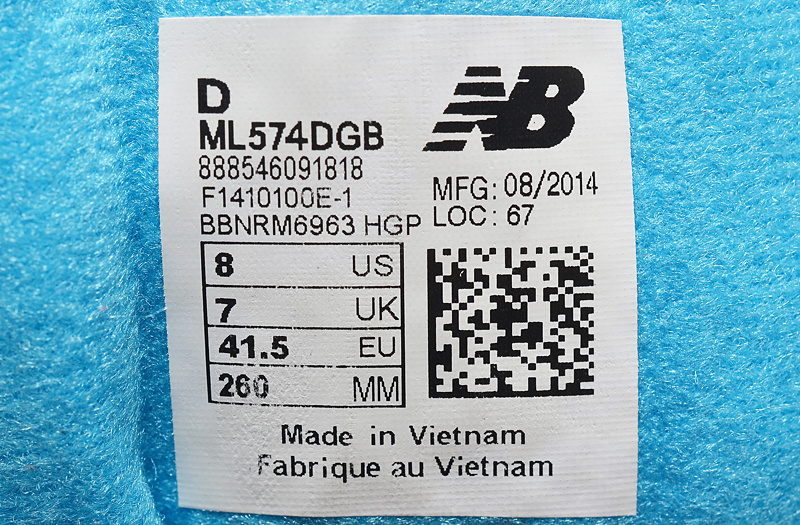 D
ML574DGB
888546091818
F1410100E-1
BBNRM6963 HGP
NB
MFG: 08/2014
LOC: 67
8 US
7 UK
41.5 EU
260 MM
Made in Vietnam
Fabrique au Vietnam